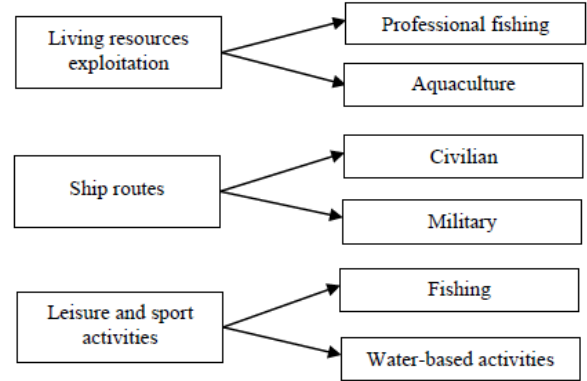 Living resources
exploitation
Professional fishing
Aquaculture
Ship routes
Civilian
Military
Leisure and sport
activities
Fishing
Water-based activities